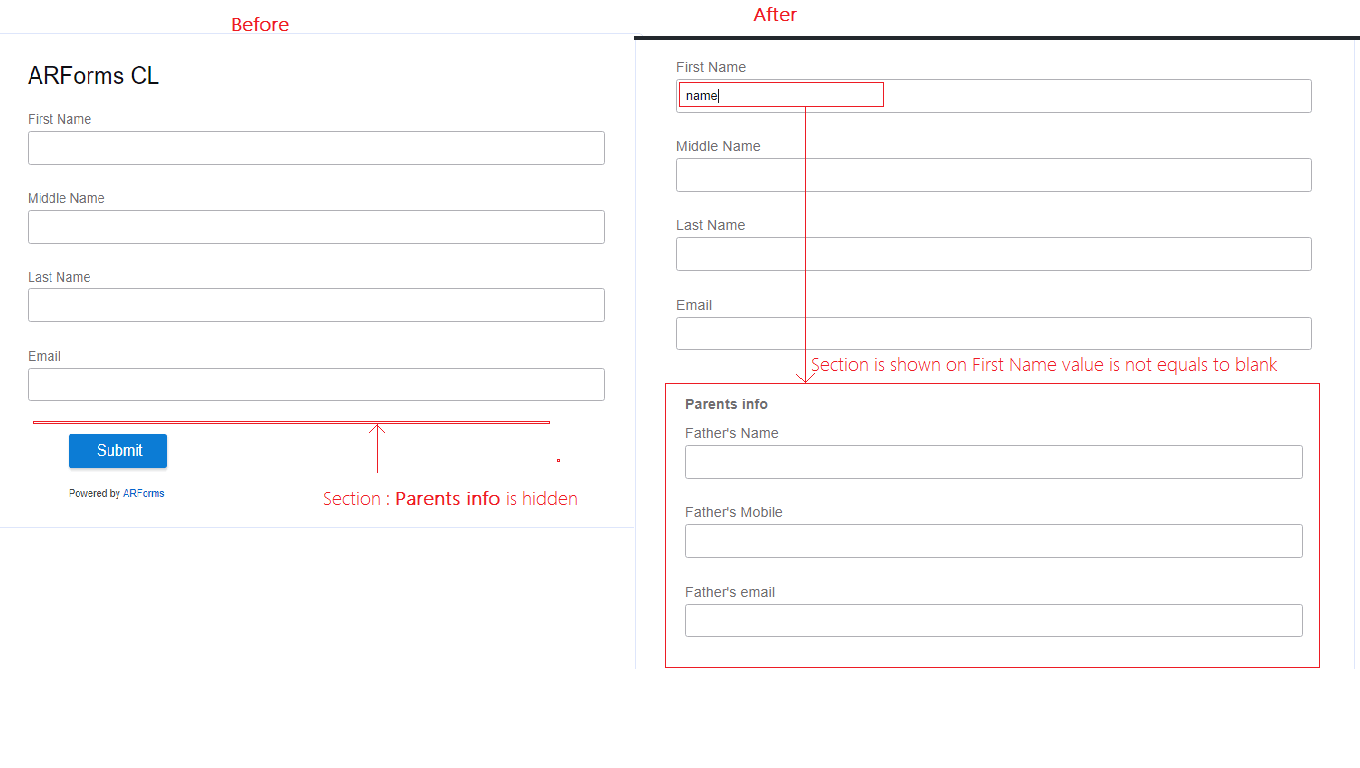 Before
ARForms CL
First Name
Middle Name
Last Name
Email
Submit
Powered by ARForms
Section : Parents info is hidden
After
First Name
name
Middle Name
Last Name
Email
Section is shown on First Name value is not equals to blank
Parents info
Father's Name
Father's Mobile
Father's email